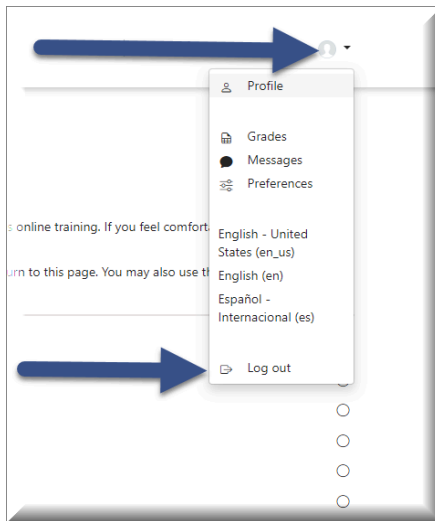 Profile
Grades
Messages
Preferences
s online training. If you feel comfort
English - United
States (en_us)
urn to this page. You may also use th
English (en)
Español -
Internacional (es)
Log out